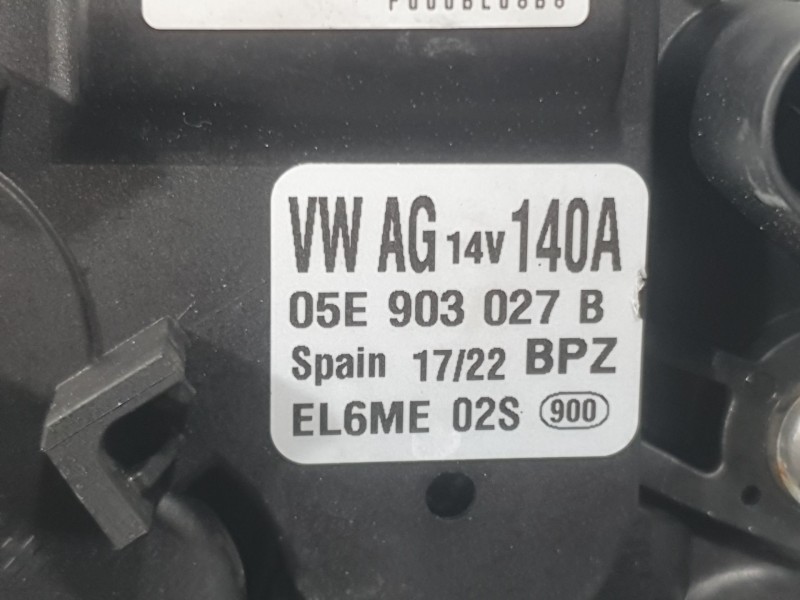 VW AG 14V 140A
05E 903 027 B
Spain 17/22 BPZ
EL6ME 02S 900